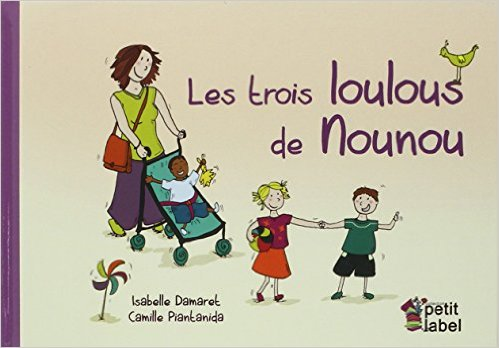 Les trois loulous
de Nounou
Isabelle Damaret
Camille Piantanida
petit
label